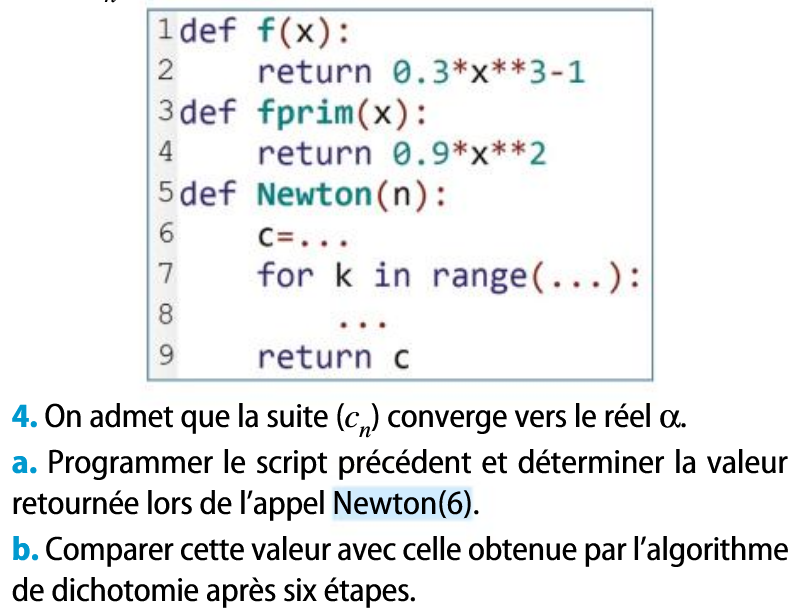 n
1 def f(x):
2 return 0.3*x**3-1
3 def fprim(x):
4 return 0.9*x**2
5 def Newton(n):
6 c=...
7 for k in range(...):
8 ...
9 return c
4. On admet que la suite (cn) converge vers le réel α.
a. Programmer le script précédent et déterminer la valeur
retournée lors de l'appel Newton(6).
b. Comparer cette valeur avec celle obtenue par l'algorithme
de dichotomie après six étapes.